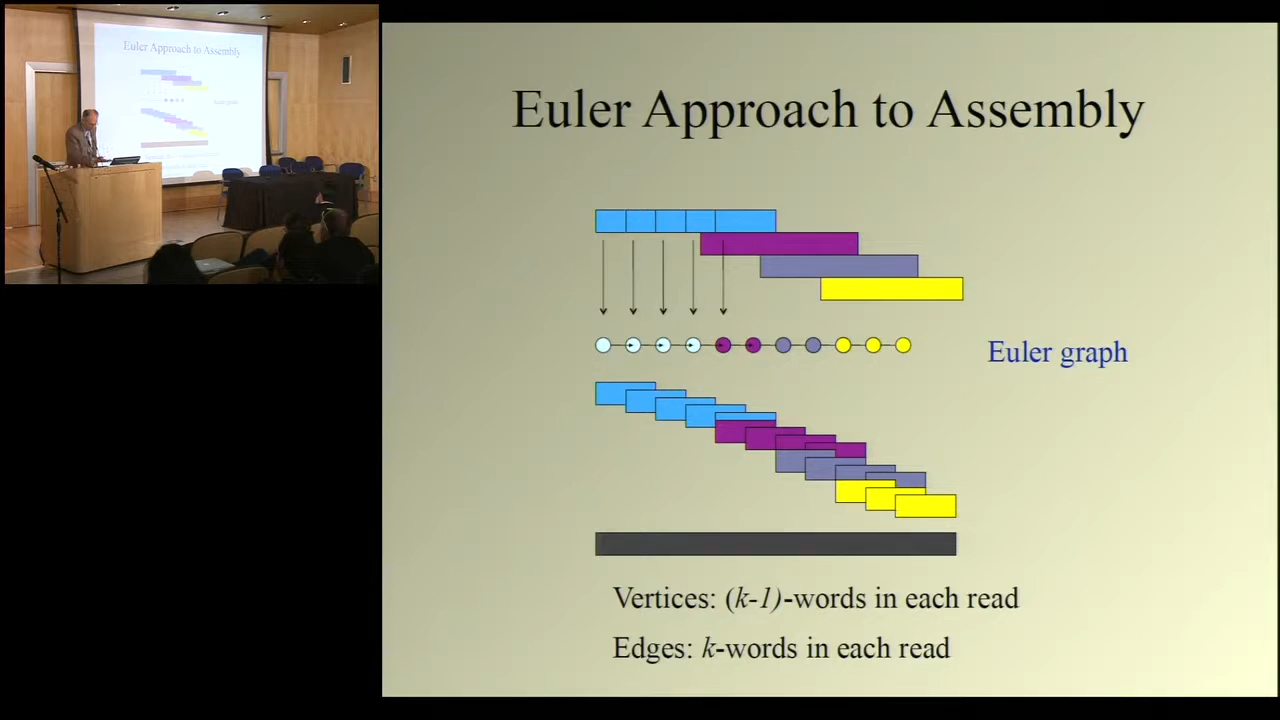 Euler Approach to Assembly
Euler Approach to Assembly
Euler graph
Vertices: (k-1)-words in each read
Edges: k-words in each read